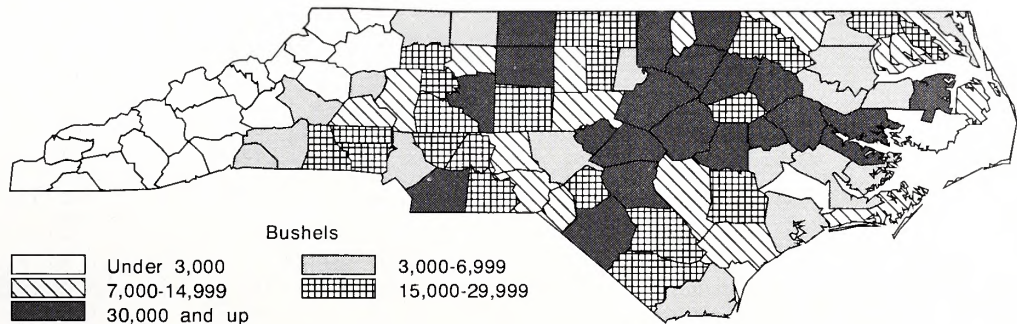 Bushels
Under 3,000
3,000-6,999
7,000-14,999
15,000-29,999
30,000 and up